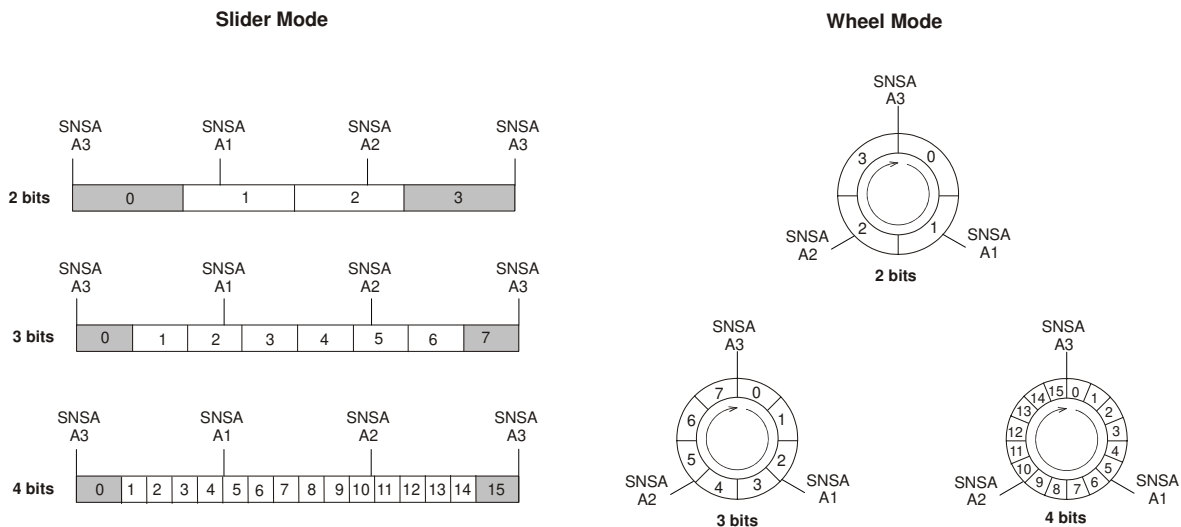 Slider Mode
SNSA SNSA SNSA SNSA
A3 A1 A2 A3
2 bits 0 1 2 3
SNSA SNSA SNSA SNSA
A3 A1 A2 A3
3 bits 0 1 2 3 4 5 6 7
SNSA SNSA SNSA SNSA
A3 A1 A2 A3
4 bits 0 1 2 3 4 5 6 7 8 9 10 11 12 13 14 15
Wheel Mode
SNSA
A3
3 0
2 1
SNSA SNSA
A2 A1
2 bits
SNSA
A3
7 0
6 1
5 2
4 3
SNSA SNSA
A2 A1
3 bits
SNSA
A3
15 0
14 1
13 2
12 3
11 4
10 5
9 8 7 6
SNSA SNSA
A2 A1
4 bits